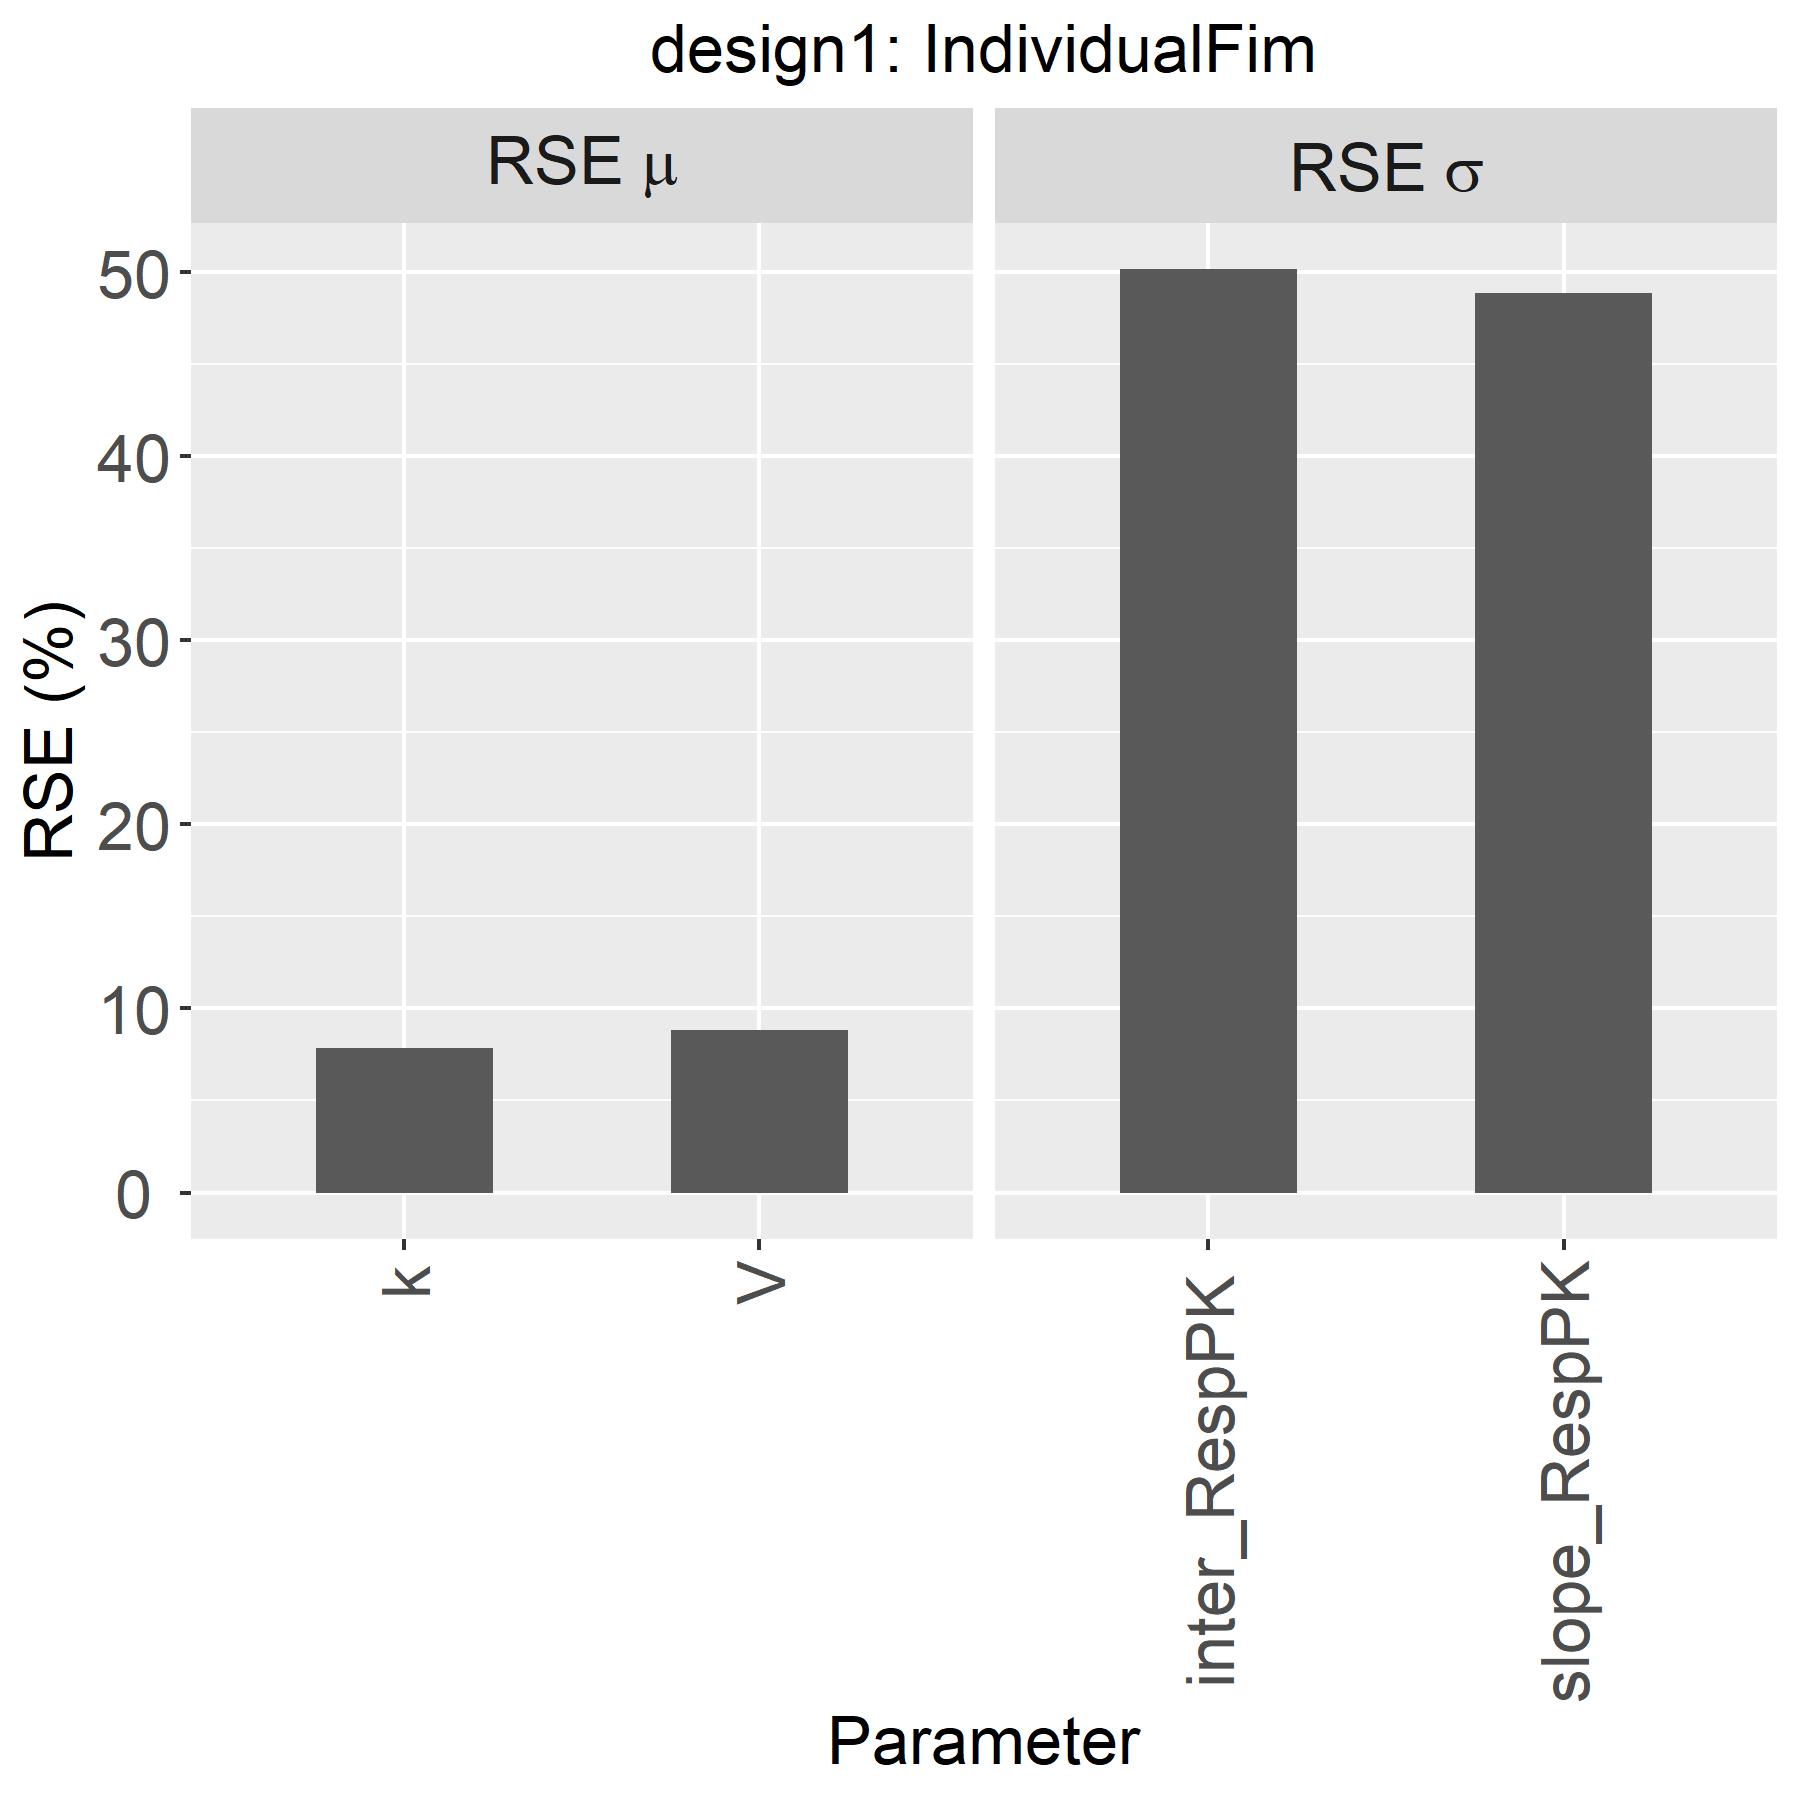 design1: IndividualFim
RSE μ
RSE σ
RSE (%)
50
40
30
20
10
0
k
V
inter_RespPK
slope_RespPK
Parameter